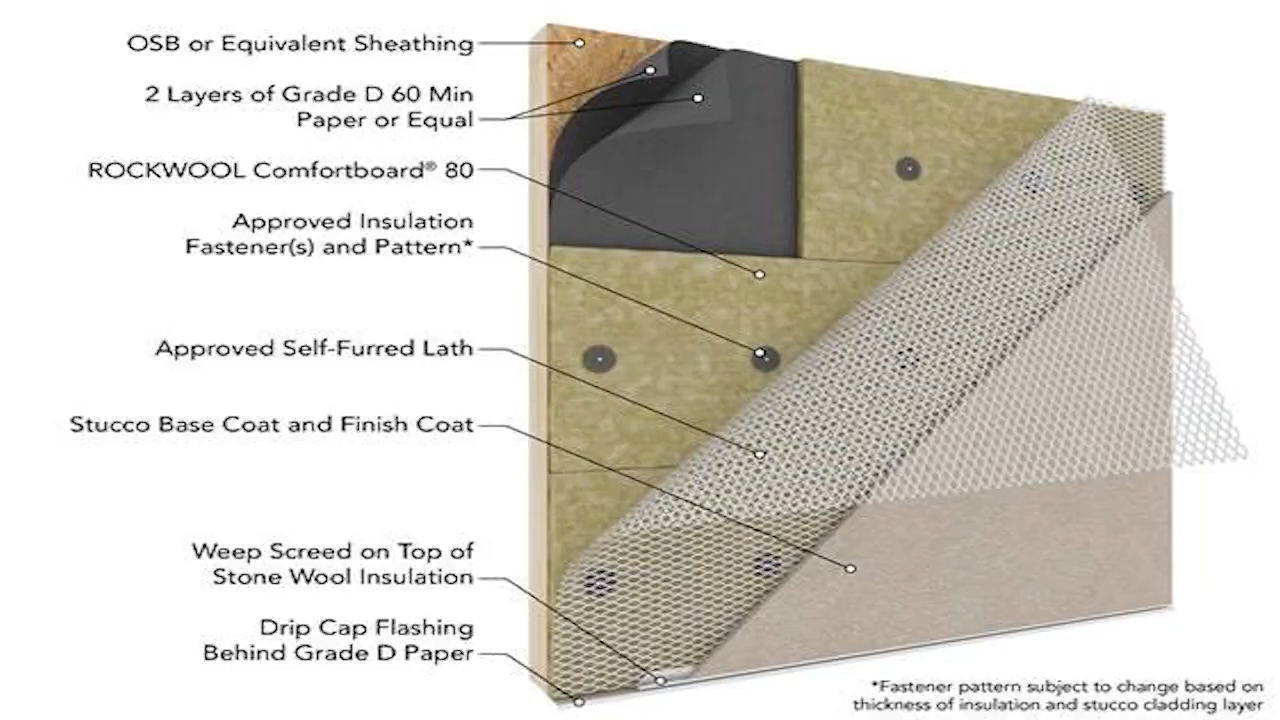 OSB or Equivalent Sheathing
2 Layers of Grade D 60 Min
Paper or Equal
ROCKWOOL Comfortboard® 80
Approved Insulation
Fastener(s) and Pattern*
Approved Self-Furred Lath
Stucco Base Coat and Finish Coat
Weep Screed on Top of
Stone Wool Insulation
Drip Cap Flashing
Behind Grade D Paper
*Fastener pattern subject to change based on
thickness of insulation and stucco cladding layer